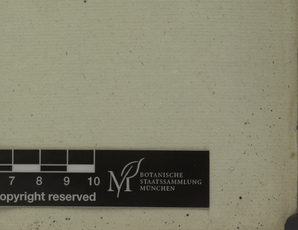 7 8 9 10
opyright reserved
M
BOTANISCHE
STAATSSAMMLUNG
MÜNCHEN